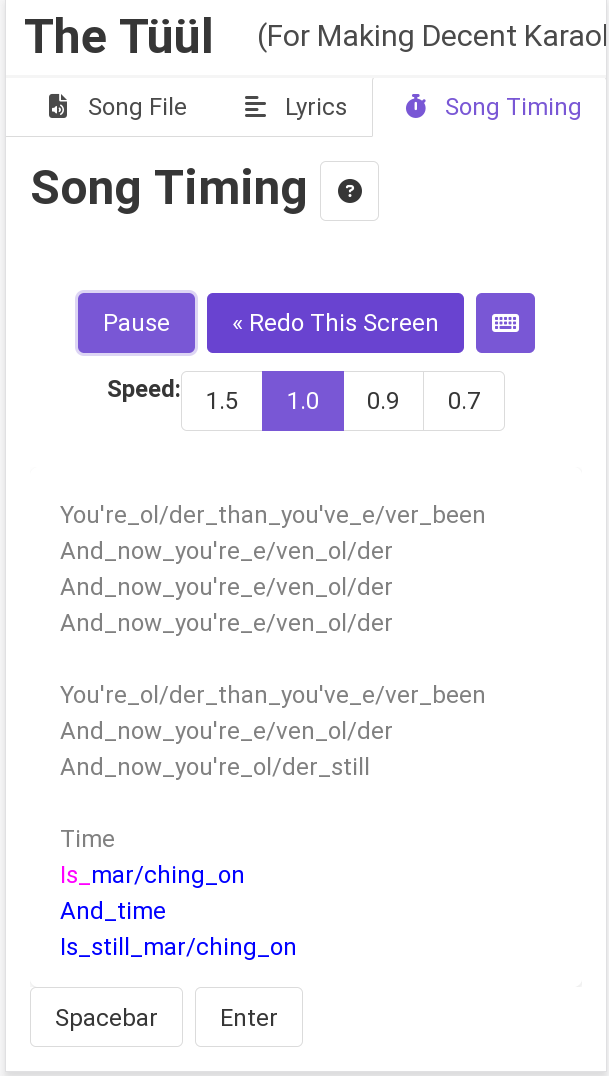 The Tüül (For Making Decent Karaol
Song File Lyrics Song Timing
Song Timing ?
Pause « Redo This Screen
Speed: 1.5 1.0 0.9 0.7
You're_ol/der_than_you've_e/ver_been
And_now_you're_e/ven_ol/der
And_now_you're_e/ven_ol/der
And_now_you're_e/ven_ol/der
You're_ol/der_than_you've_e/ver_been
And_now_you're_e/ven_ol/der
And_now_you're_ol/der_still
Time
Is_mar/ching_on
And_time
Is_still_mar/ching_on
Spacebar Enter